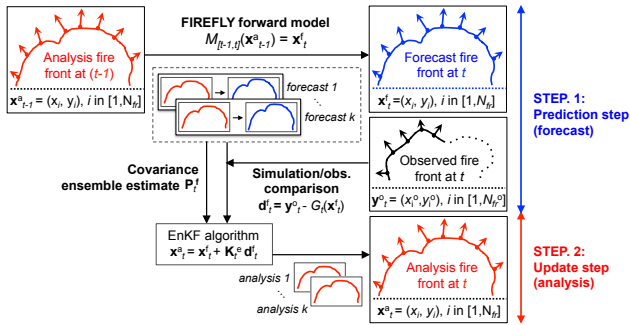 FIREFLY forward model
M[t-1,t](xᵃt-1) = xᶠt
Analysis fire
front at (t-1)
xᵃt-1 = (xi, yi), i in [1,Nfr]
Forecast fire
front at t
xᶠt =(xi, yi), i in [1,Nfr]
forecast 1
⋱
forecast k
STEP. 1:
Prediction step
(forecast)
Observed fire
front at t
yᵒt = (xiᵒ,yiᵒ), i in [1,Nfrᵒ]
Covariance
ensemble estimate Ptᶠ
Simulation/obs.
comparison
dᶠt = yᵒt - Gt(xᶠt)
EnKF algorithm
xᵃt = xᶠt + Ktᵉ dᶠt
analysis 1
⋱
analysis k
Analysis fire
front at t
xᵃt = (xi, yi), i in [1,Nfr]
STEP. 2:
Update step
(analysis)